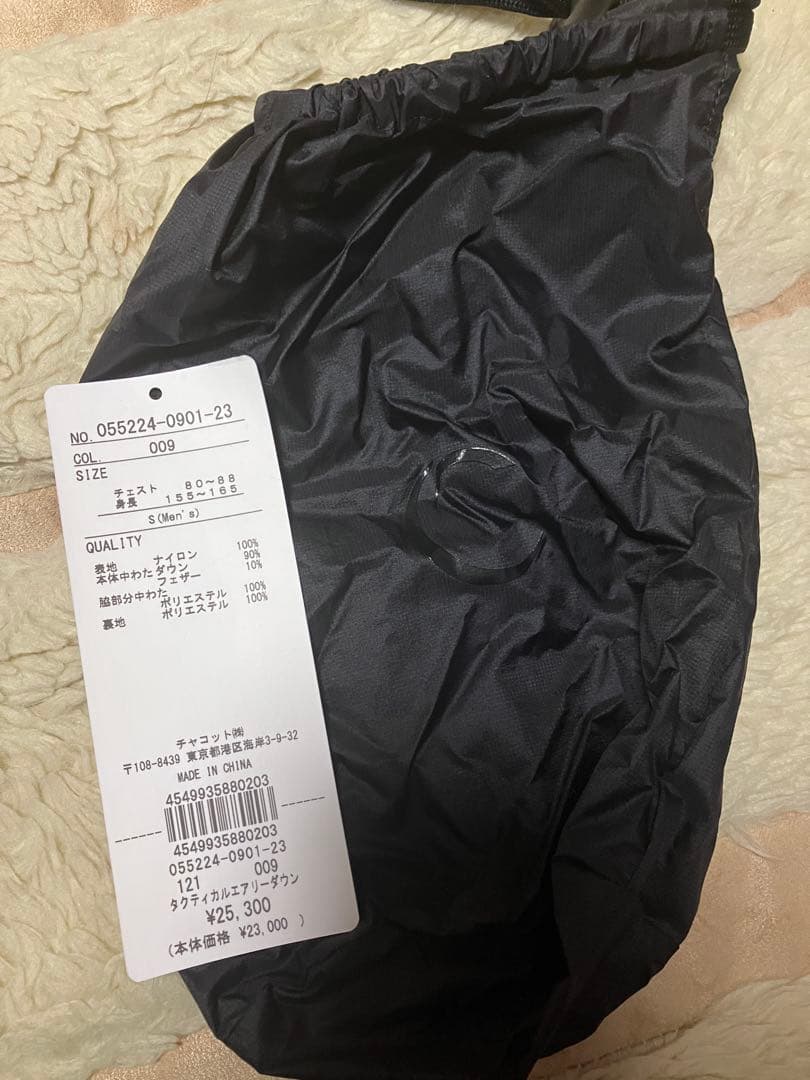 NO. 055224-0901-23
COL. 009
SIZE
チェスト 80～88
身長 155～165
S(Men's)
QUALITY
表地 ナイロン 100%
本体中わた ダウン 90%
フェザー 10%
脇部分中わた ポリエステル 100%
裏地 ポリエステル 100%
チャコット㈱
〒108-8439 東京都港区海岸3-9-32
MADE IN CHINA
4549935880203
4549935880203
055224-0901-23
121 009
タクティカルエアリーダウン
¥25,300
(本体価格 ¥23,000 )